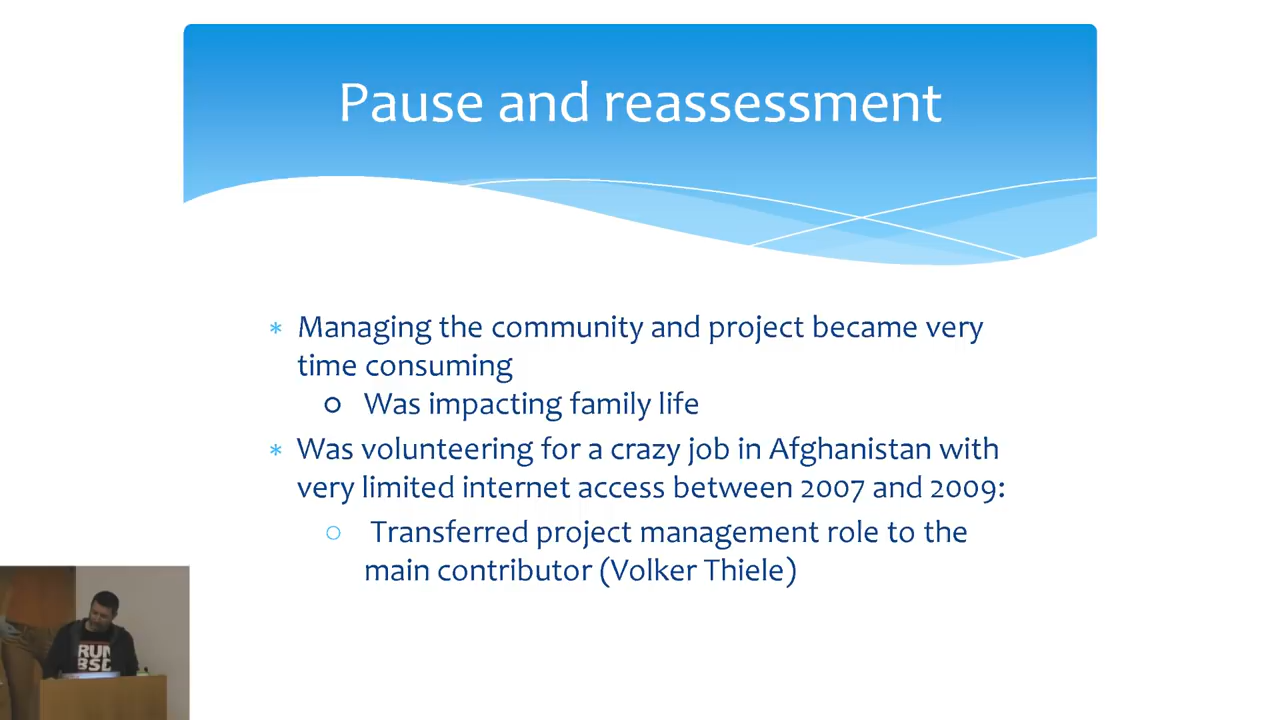 Pause and reassessment
* Managing the community and project became very
time consuming
○ Was impacting family life
* Was volunteering for a crazy job in Afghanistan with
very limited internet access between 2007 and 2009:
○ Transferred project management role to the
main contributor (Volker Thiele)
RUN
BSD